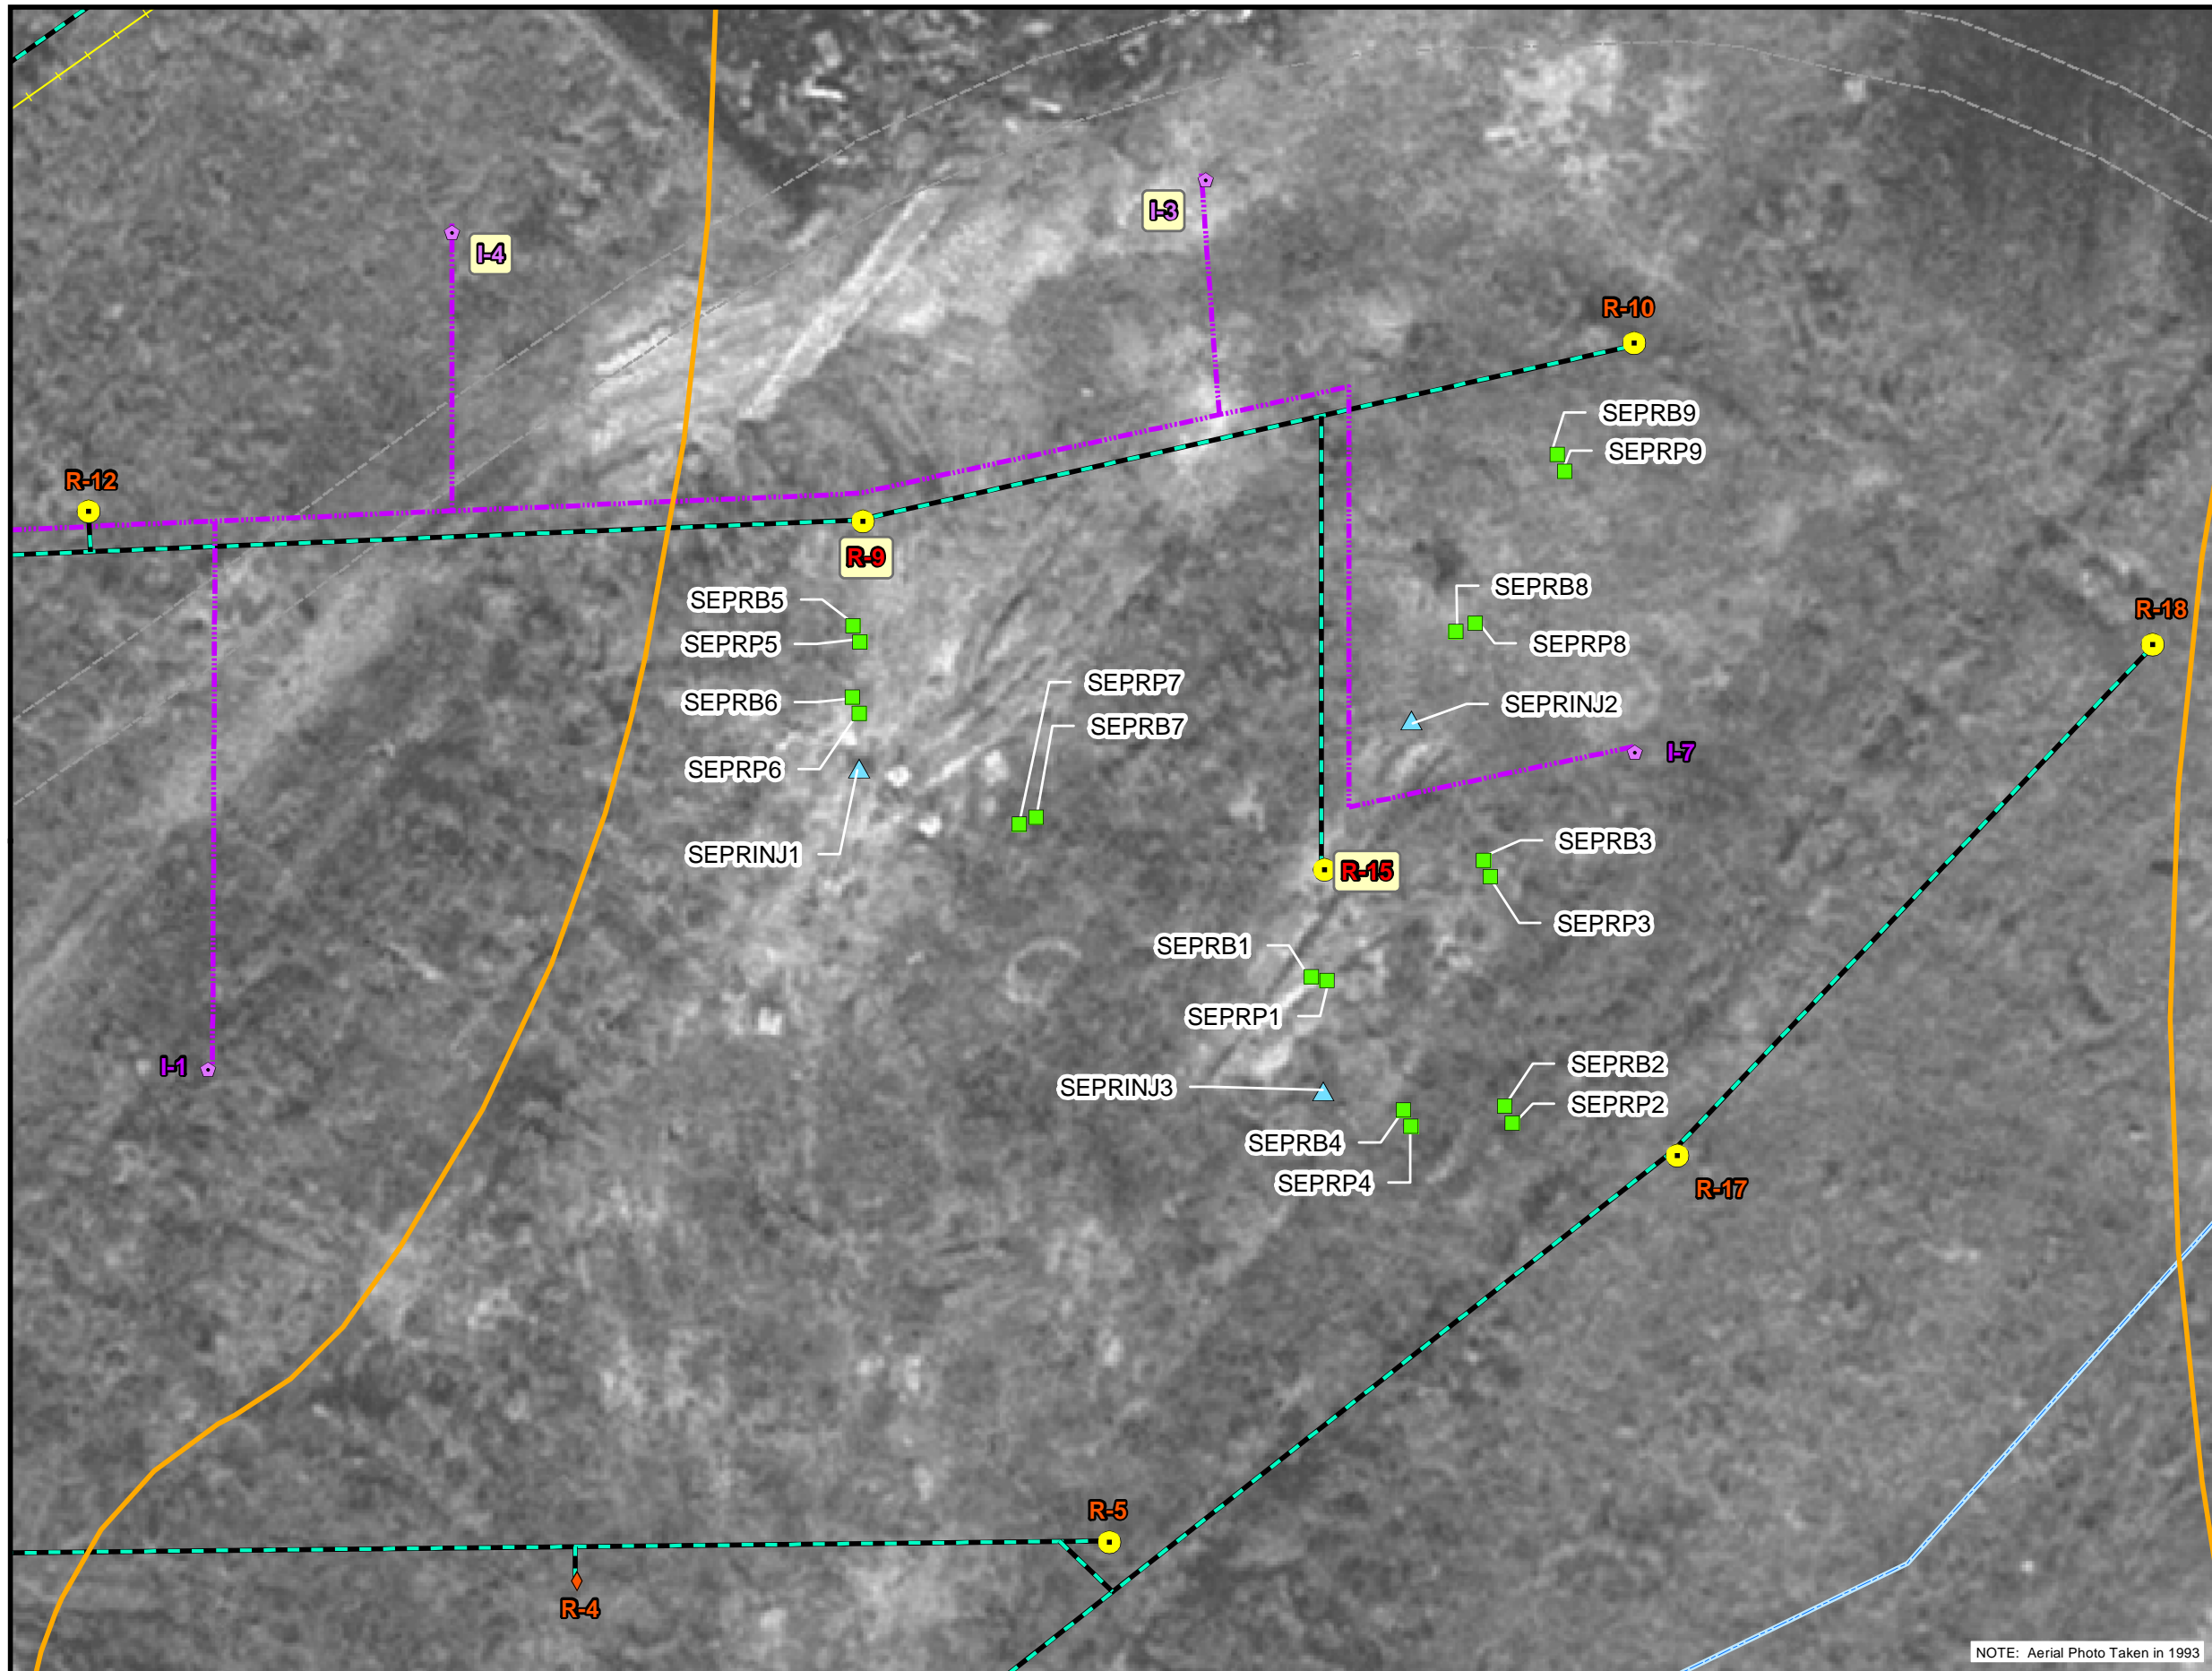 I-3
I-4
R-10
SEPRB9
SEPRP9
R-12
R-9
SEPRB5
SEPRB8
R-18
SEPRP5
SEPRP8
SEPRP7
SEPRB6
SEPRINJ2
SEPRB7
I-7
SEPRP6
SEPRB3
SEPRINJ1
R-15
SEPRP3
SEPRB1
SEPRP1
I-1
SEPRB2
SEPRINJ3
SEPRP2
SEPRB4
SEPRP4
R-17
R-5
R-4
NOTE: Aerial Photo Taken in 1993